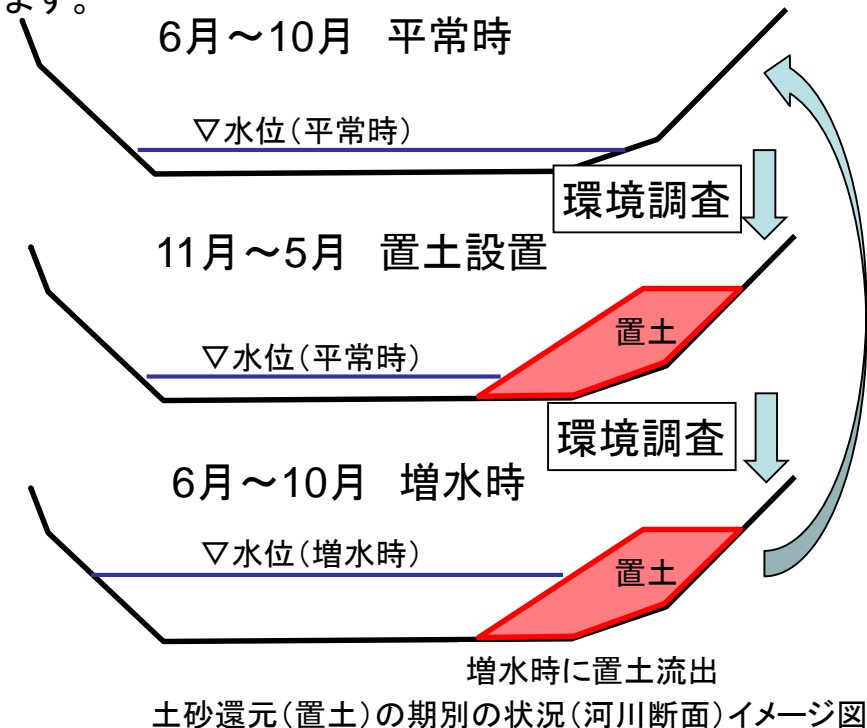 ます。
6月～10月　平常時
▽水位(平常時)
環境調査
11月～5月　置土設置
置土
▽水位(平常時)
環境調査
6月～10月　増水時
▽水位(増水時)
置土
増水時に置土流出
土砂還元(置土)の期別の状況(河川断面)イメージ図